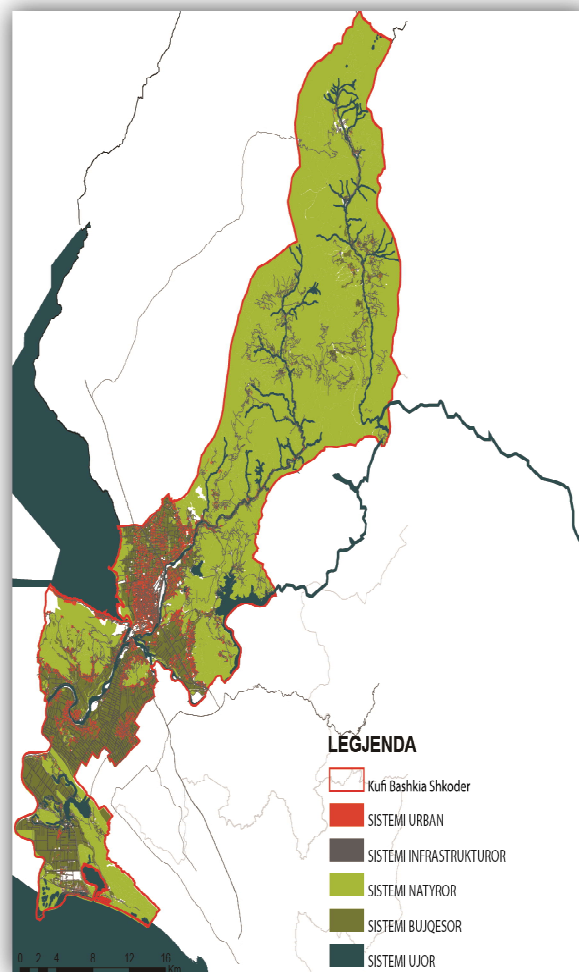 LEGJENDA
Kufi Bashkia Shkoder
SISTEMI URBAN
SISTEMI INFRASTRUKTUROR
SISTEMI NATYROR
SISTEMI BUJQESOR
SISTEMI UJOR
0 2 4 8 12 16
Km